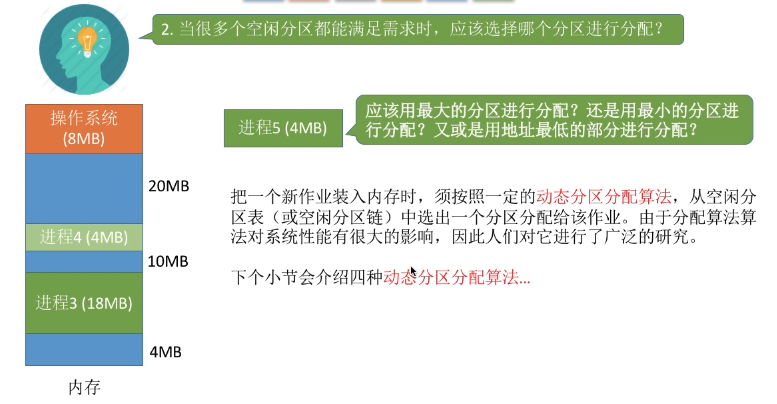 2. 当很多个空闲分区都能满足需求时，应该选择哪个分区进行分配？
操作系统
(8MB)
20MB
进程4 (4MB)
10MB
进程3 (18MB)
4MB
内存
进程5 (4MB)
应该用最大的分区进行分配？还是用最小的分区进
行分配？又或是用地址最低的部分进行分配？
把一个新作业装入内存时，须按照一定的动态分区分配算法，从空闲分
区表（或空闲分区链）中选出一个分区分配给该作业。由于分配算法算
法对系统性能有很大的影响，因此人们对它进行了广泛的研究。
下个小节会介绍四种动态分区分配算法...